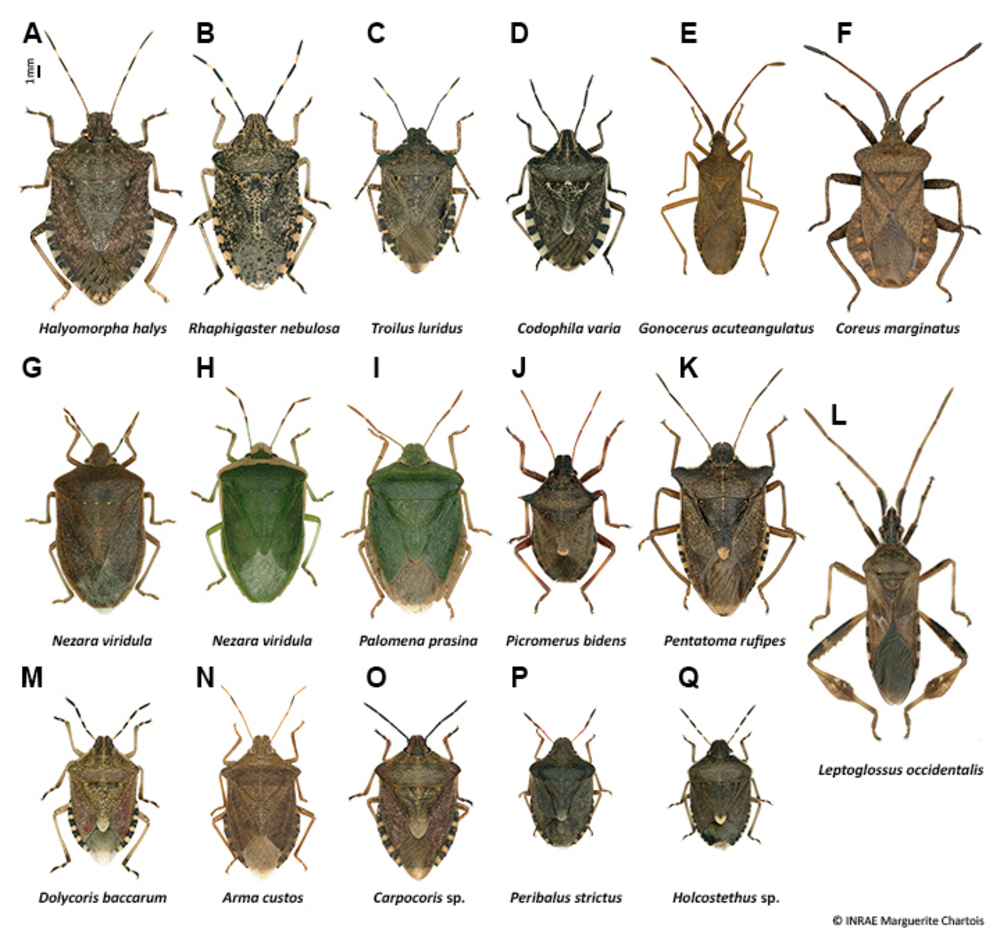 A B C D E F
1mm
Halyomorpha halys Rhaphigaster nebulosa Troilus luridus Codophila varia Gonocerus acuteangulatus Coreus marginatus
G H I J K L
Nezara viridula Nezara viridula Palomena prasina Picromerus bidens Pentatoma rufipes
M N O P Q
Leptoglossus occidentalis
Dolycoris baccarum Arma custos Carpocoris sp. Peribalus strictus Holcostethus sp.
© INRAE Marguerite Chartois